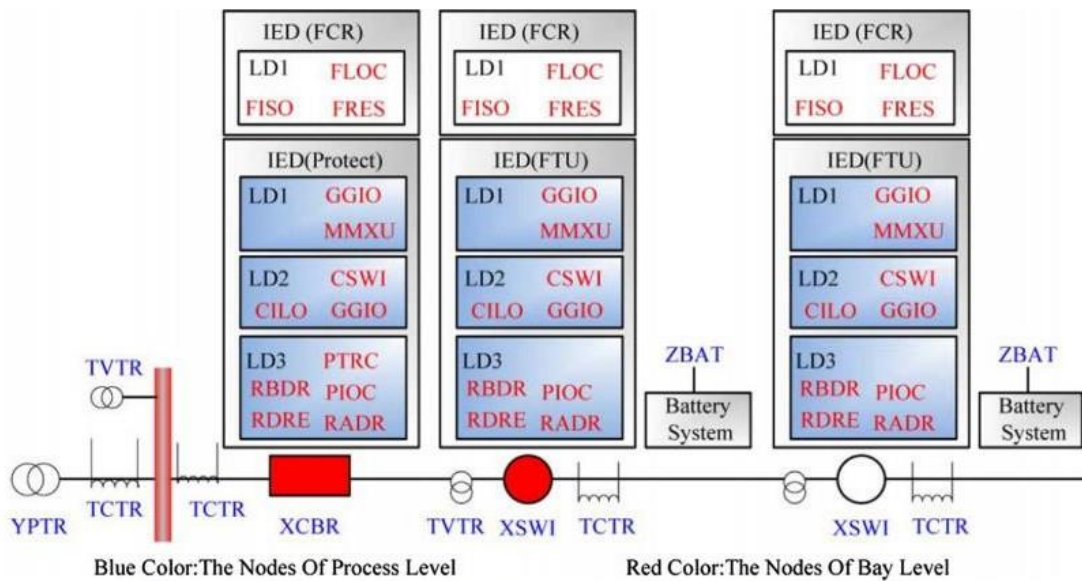 IED (FCR)
LD1 FLOC
FISO FRES
IED(Protect)
LD1 GGIO
MMXU
LD2 CSWI
CILO GGIO
LD3 PTRC
RBDR PIOC
RDRE RADR
IED (FCR)
LD1 FLOC
FISO FRES
IED(FTU)
LD1 GGIO
MMXU
LD2 CSWI
CILO GGIO
LD3
RBDR PIOC
RDRE RADR
ZBAT
Battery
System
IED (FCR)
LD1 FLOC
FISO FRES
IED(FTU)
LD1 GGIO
MMXU
LD2 CSWI
CILO GGIO
LD3
RBDR PIOC
RDRE RADR
ZBAT
Battery
System
TVTR
YPTR
TCTR
TCTR
XCBR
TVTR
XSWI
TCTR
XSWI
TCTR
Blue Color:The Nodes Of Process Level
Red Color:The Nodes Of Bay Level